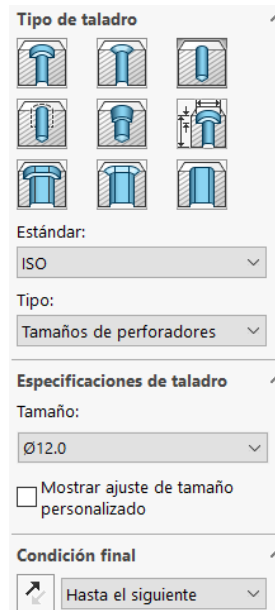 Tipo de taladro
Estándar:
ISO
Tipo:
Tamaños de perforadores
Especificaciones de taladro
Tamaño:
Ø12.0
Mostrar ajuste de tamaño
personalizado
Condición final
Hasta el siguiente